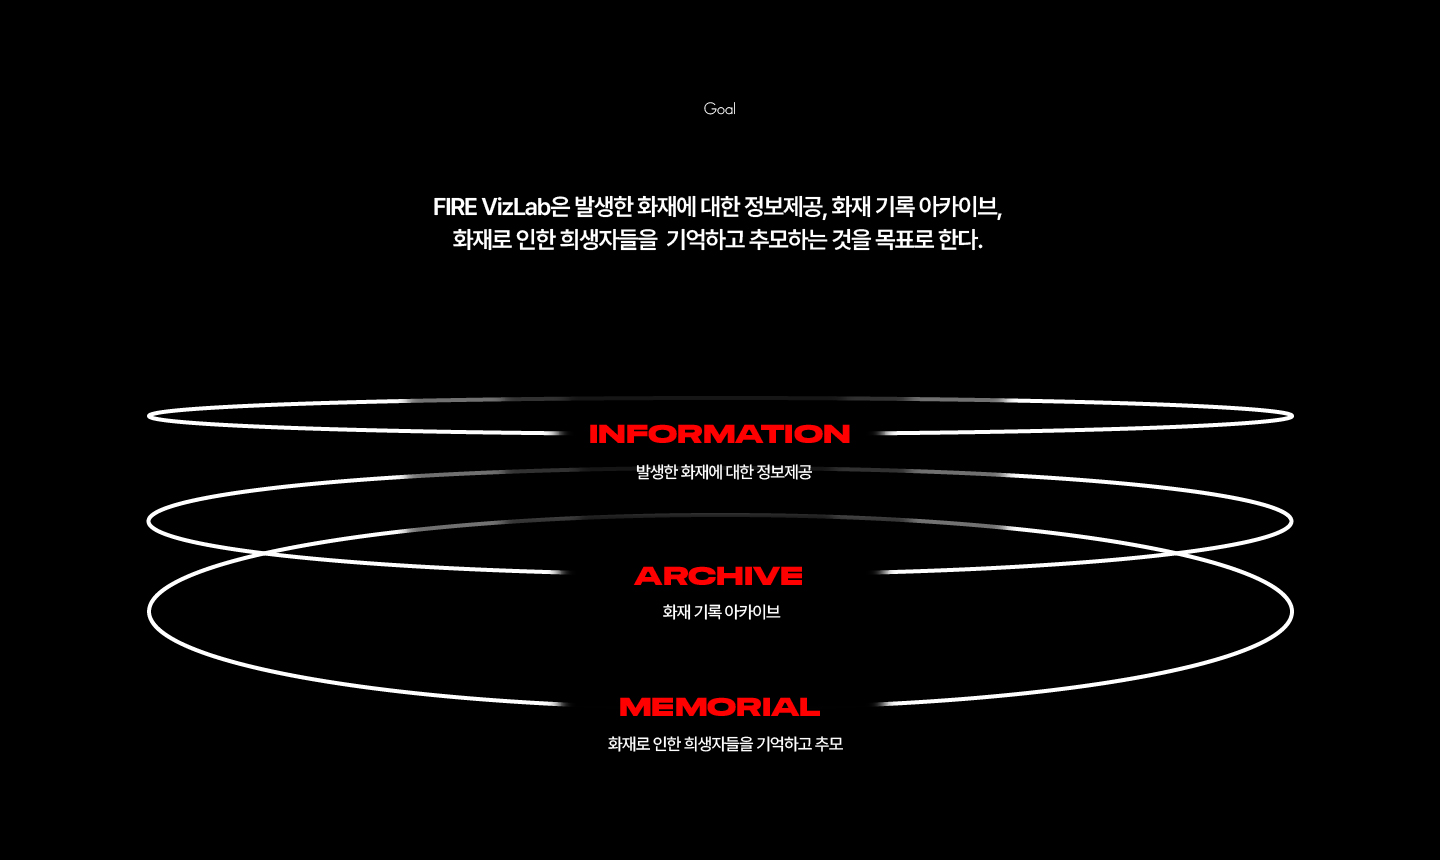 Goal
FIRE VizLab은 발생한 화재에 대한 정보제공, 화재 기록 아카이브,
화재로 인한 희생자들을 기억하고 추모하는 것을 목표로 한다.
INFORMATION
발생한 화재에 대한 정보제공
ARCHIVE
화재 기록 아카이브
MEMORIAL
화재로 인한 희생자들을 기억하고 추모